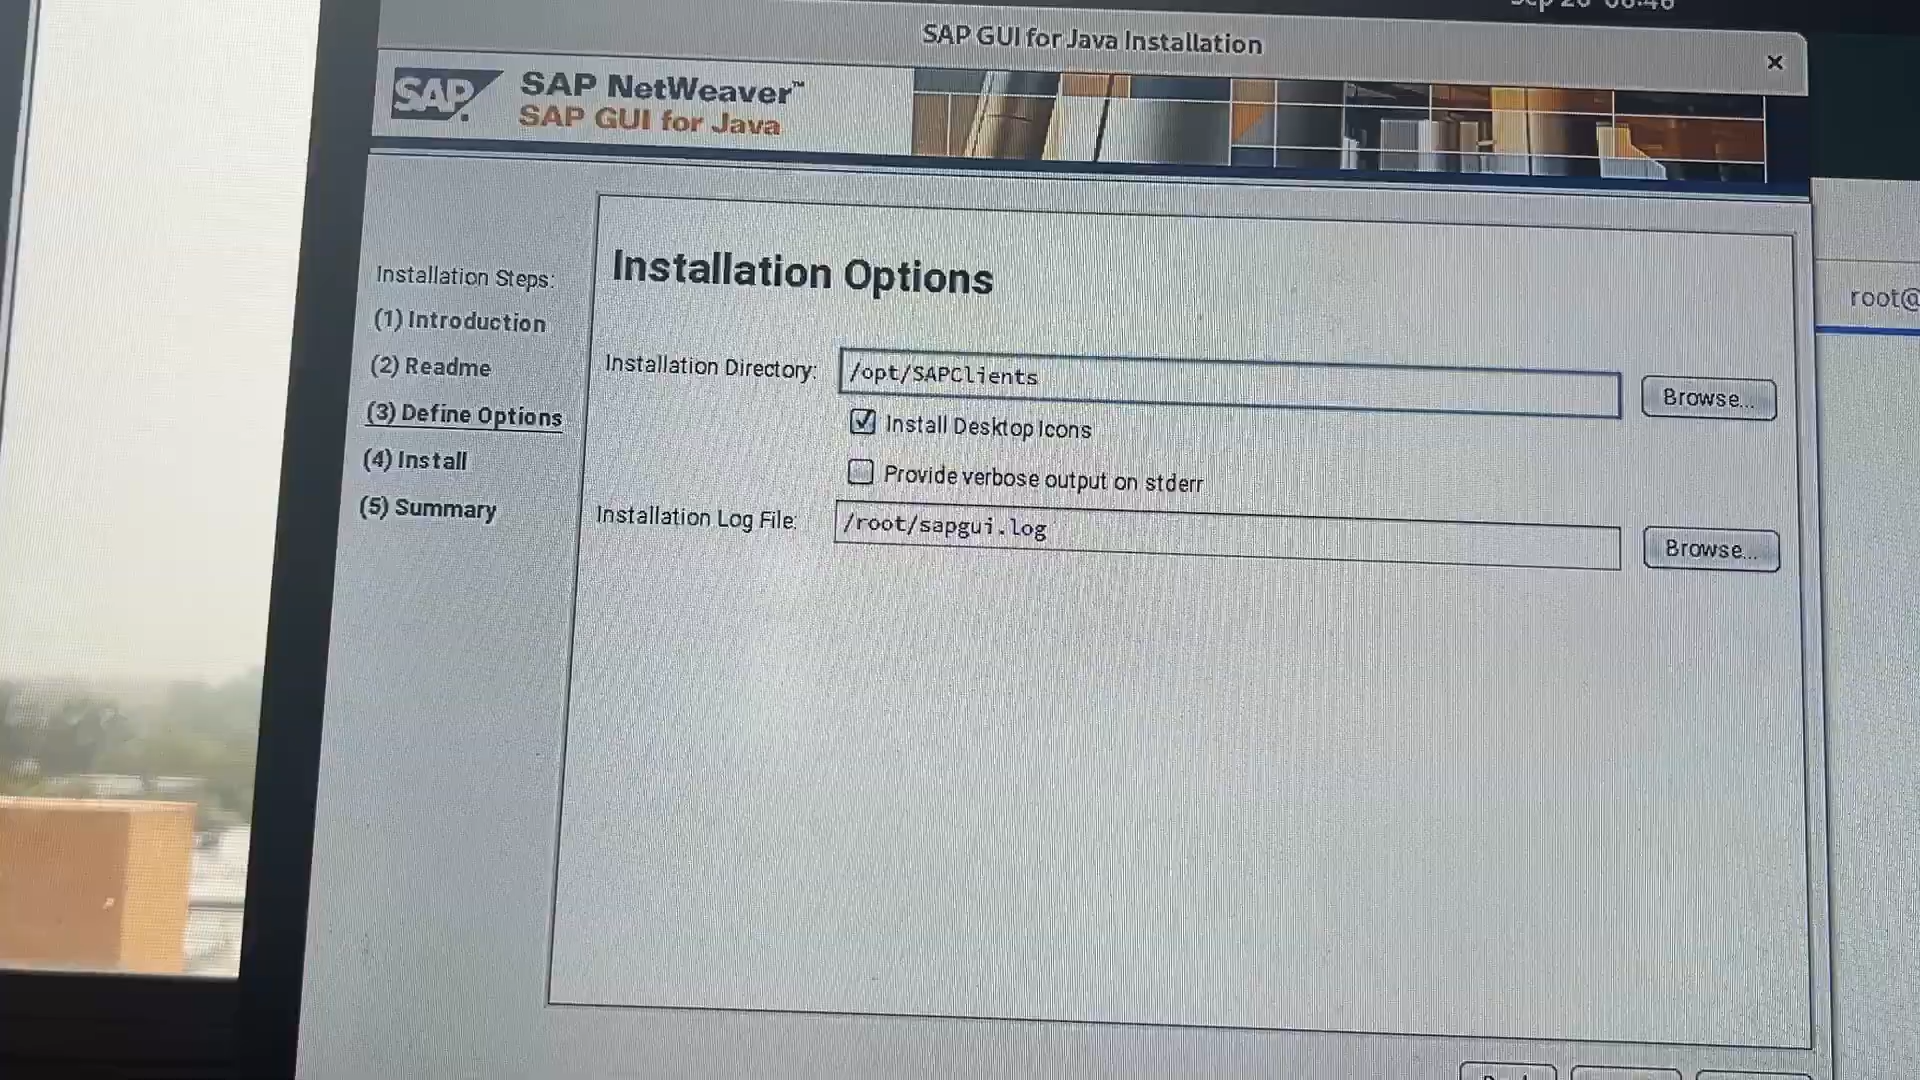 SAP GUI for Java Installation
SAP
SAP NetWeaver™
SAP GUI for Java
Installation Steps:
(1) Introduction
(2) Readme
(3) Define Options
(4) Install
(5) Summary
Installation Options
Installation Directory: /opt/SAPClients Browse...
Install Desktop Icons
Provide verbose output on stderr
Installation Log File: /root/sapgui.log Browse...
root@